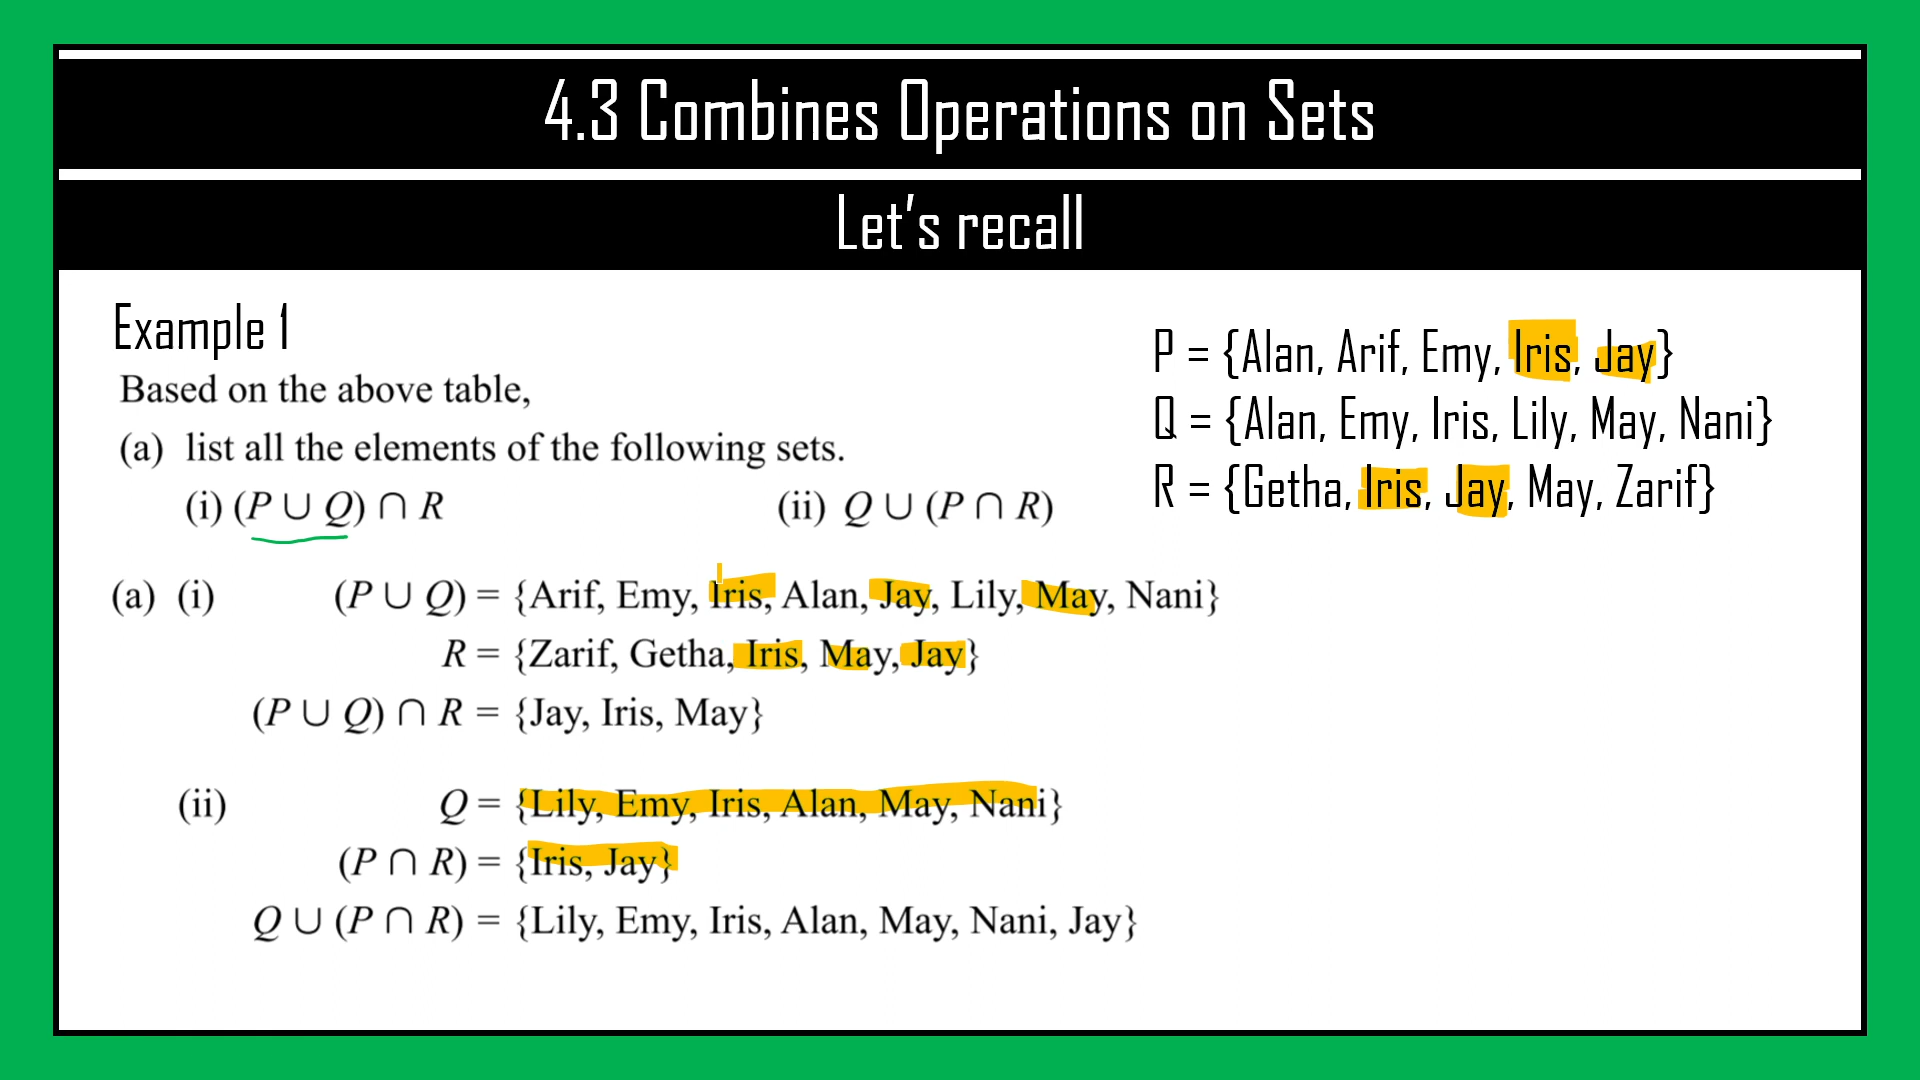 4.3 Combines Operations on Sets
Let's recall
Example 1
Based on the above table,
(a) list all the elements of the following sets.
(i) (P ∪ Q) ∩ R
(ii) Q ∪ (P ∩ R)
P = {Alan, Arif, Emy, Iris, Jay}
Q = {Alan, Emy, Iris, Lily, May, Nani}
R = {Getha, Iris, Jay, May, Zarif}
(a) (i) (P ∪ Q) = {Arif, Emy, Iris, Alan, Jay, Lily, May, Nani}
R = {Zarif, Getha, Iris, May, Jay}
(P ∪ Q) ∩ R = {Jay, Iris, May}
(ii) Q = {Lily, Emy, Iris, Alan, May, Nani}
(P ∩ R) = {Iris, Jay}
Q ∪ (P ∩ R) = {Lily, Emy, Iris, Alan, May, Nani, Jay}